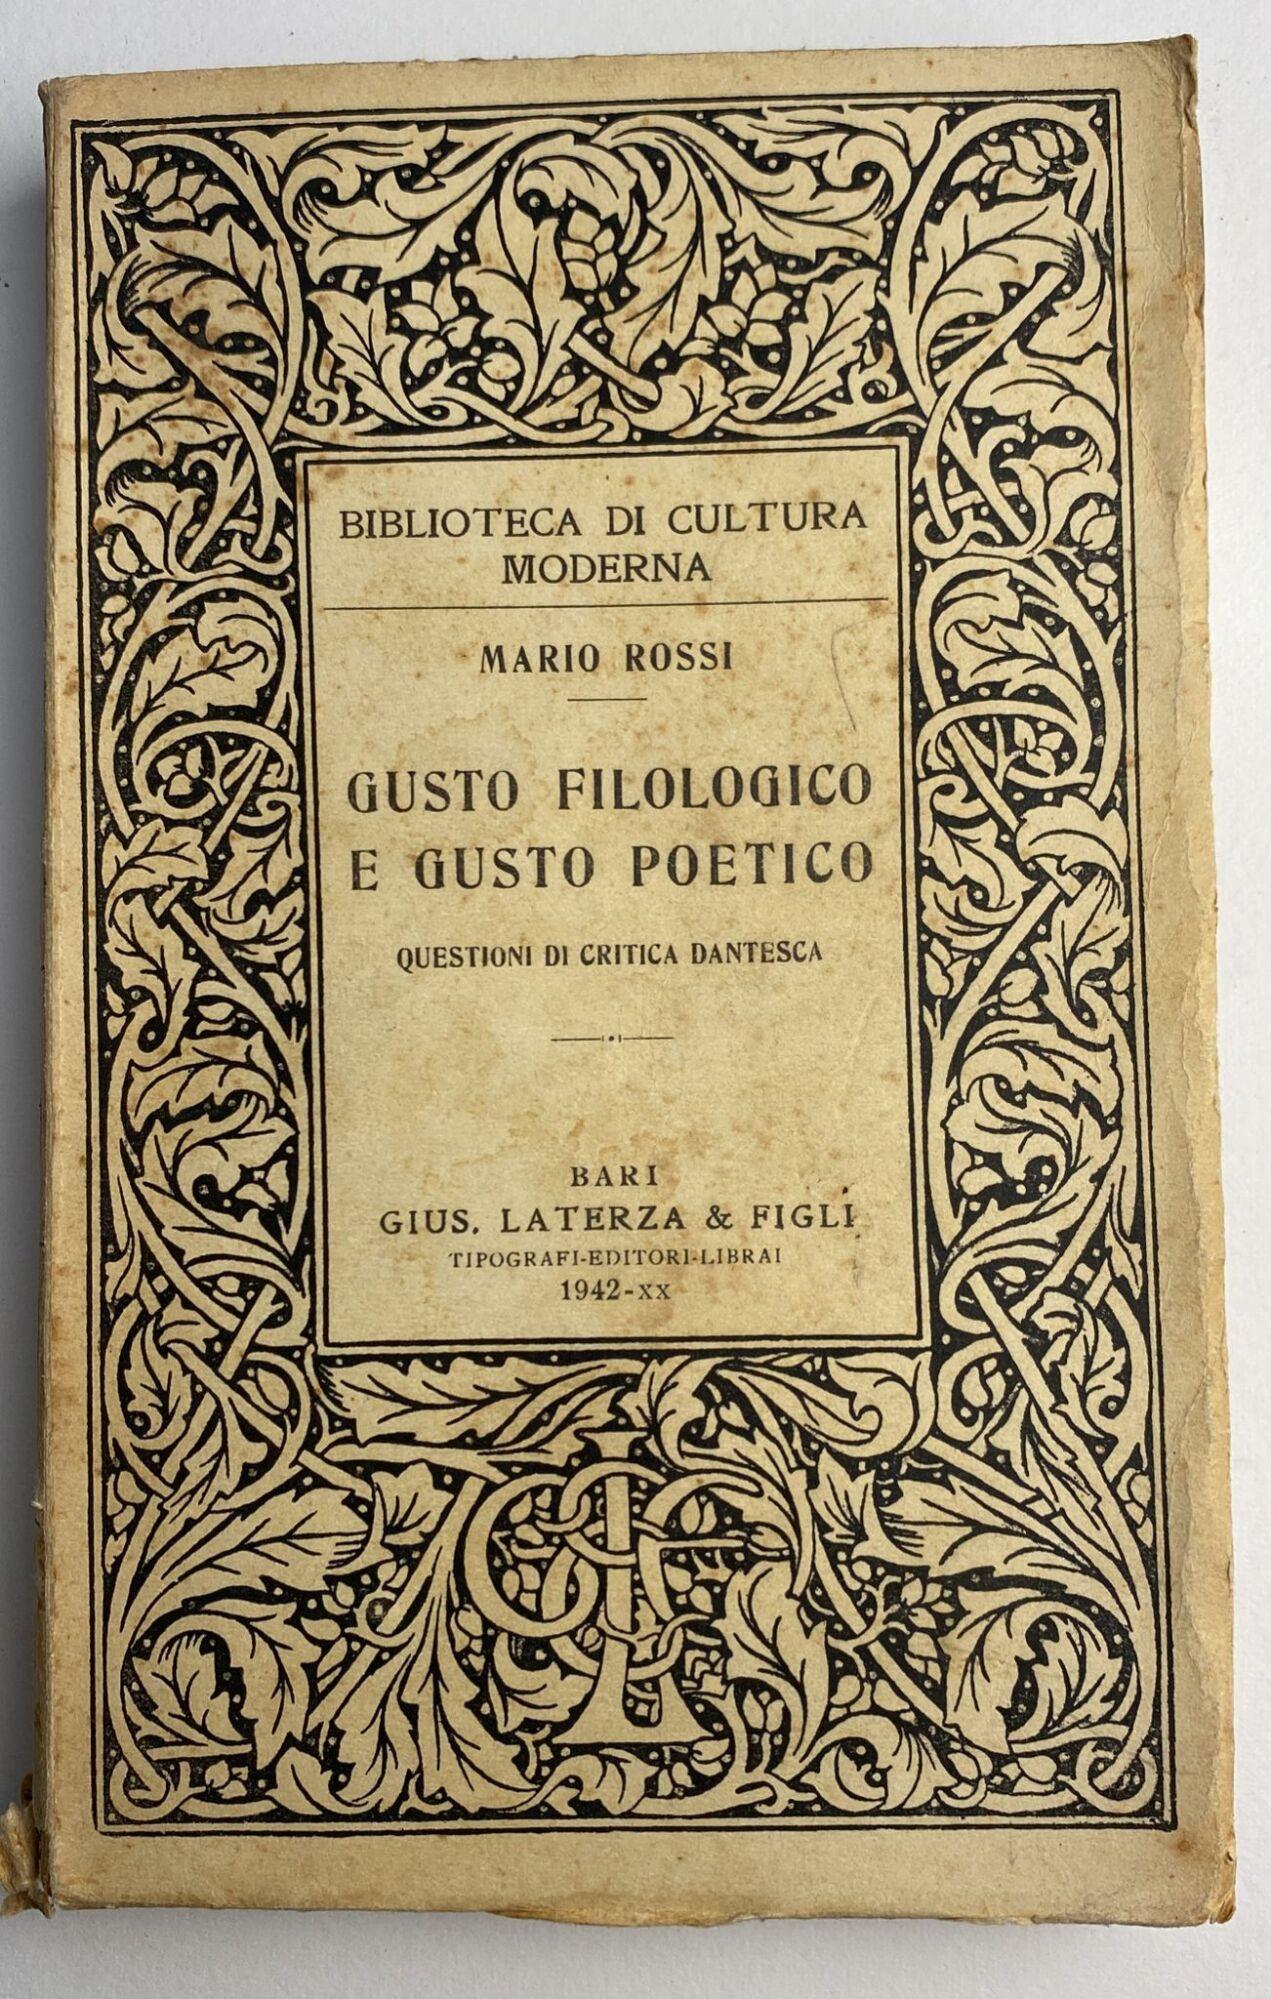 BIBLIOTECA DI CULTURA
MODERNA
MARIO ROSSI
GUSTO FILOLOGICO
E GUSTO POETICO
QUESTIONI DI CRITICA DANTESCA
BARI
GIUS. LATERZA & FIGLI
TIPOGRAFI-EDITORI-LIBRAI
1942-XX